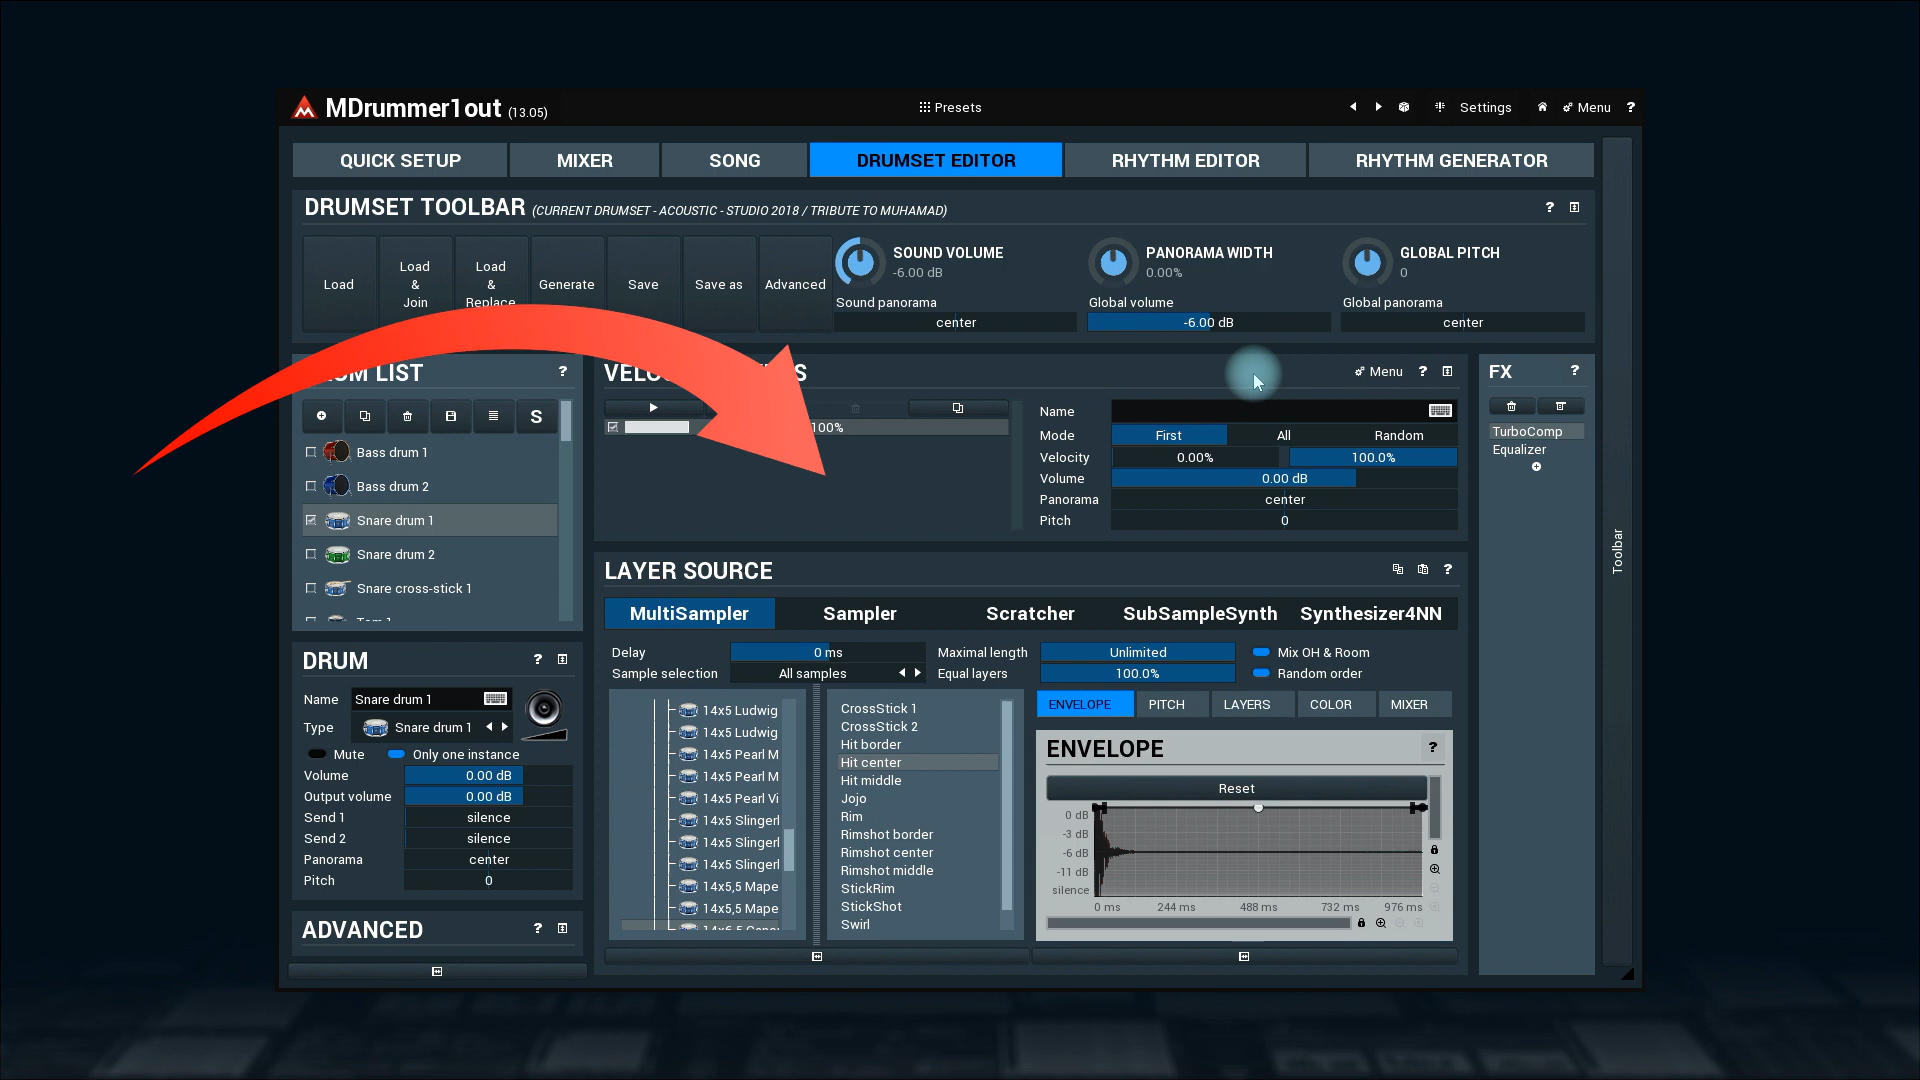 MDrummer1out (13.05)
Presets
Settings
Menu ?
QUICK SETUP
MIXER
SONG
DRUMSET EDITOR
RHYTHM EDITOR
RHYTHM GENERATOR
DRUMSET TOOLBAR (CURRENT DRUMSET - ACOUSTIC - STUDIO 2018 / TRIBUTE TO MUHAMAD)
?
Load
Load
&
Join
Load
&
Replace
Generate
Save
Save as
Advanced
SOUND VOLUME
-6.00 dB
Sound panorama
center
PANORAMA WIDTH
0.00%
Global volume
-6.00 dB
GLOBAL PITCH
0
Global panorama
center
LIST
?
S
Bass drum 1
Bass drum 2
Snare drum 1
Snare drum 2
Snare cross-stick 1
Tom 1
DRUM
?
Name Snare drum 1
Type Snare drum 1
Mute Only one instance
Volume 0.00 dB
Output volume 0.00 dB
Send 1 silence
Send 2 silence
Panorama center
Pitch 0
ADVANCED
?
Menu ?
100%
Name
Mode First All Random
Velocity 0.00% 100.0%
Volume 0.00 dB
Panorama center
Pitch 0
LAYER SOURCE
?
MultiSampler
Sampler
Scratcher
SubSampleSynth
Synthesizer4NN
Delay 0 ms
Sample selection All samples
Maximal length Unlimited
Equal layers 100.0%
Mix OH & Room
Random order
14x5 Ludwig
14x5 Ludwig
14x5 Pearl M
14x5 Pearl M
14x5 Pearl Vi
14x5 Slingerl
14x5 Slingerl
14x5 Slingerl
14x5,5 Mape
14x5,5 Mape
CrossStick 1
CrossStick 2
Hit border
Hit center
Hit middle
Jojo
Rim
Rimshot border
Rimshot center
Rimshot middle
StickRim
StickShot
Swirl
ENVELOPE
PITCH
LAYERS
COLOR
MIXER
ENVELOPE
?
Reset
0 dB
-3 dB
-6 dB
-11 dB
silence
0 ms 244 ms 488 ms 732 ms 976 ms
FX
?
TurboComp
Equalizer
Toolbar